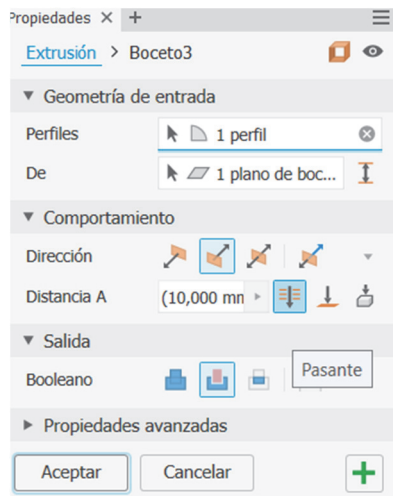 Propiedades × +
Extrusión > Boceto3
Geometría de entrada
Perfiles 1 perfil
De 1 plano de boc...
Comportamiento
Dirección
Distancia A (10,000 mm
Salida
Booleano
Pasante
Propiedades avanzadas
Aceptar Cancelar